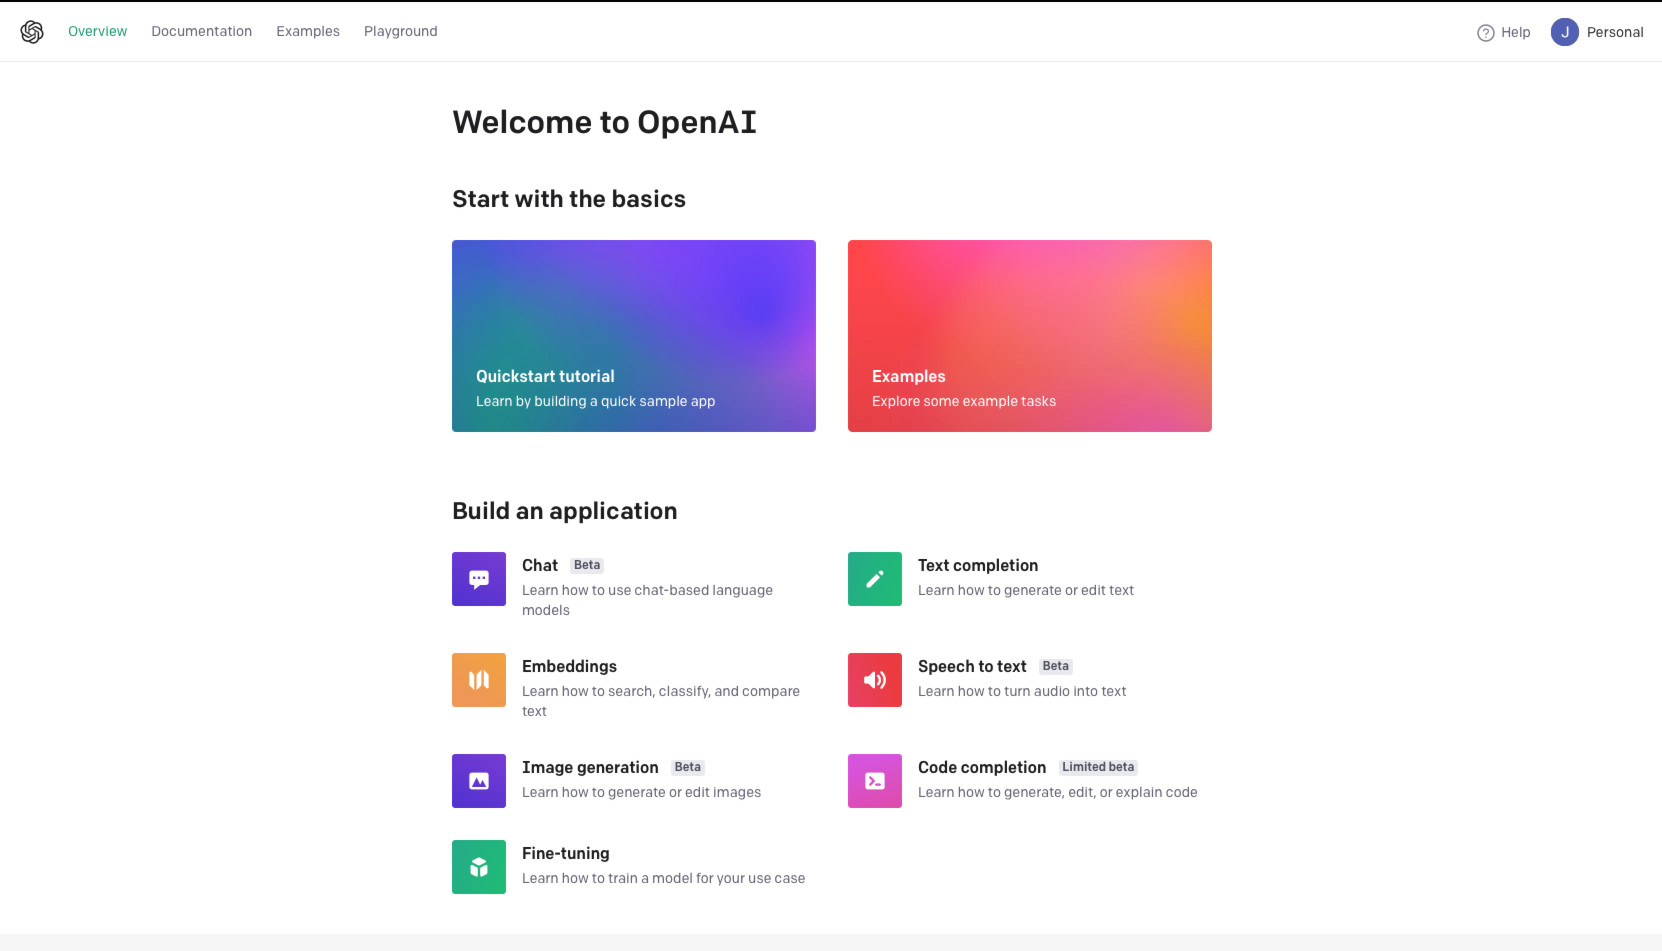 Overview Documentation Examples Playground Help J Personal
Welcome to OpenAI
Start with the basics
Quickstart tutorial
Learn by building a quick sample app
Examples
Explore some example tasks
Build an application
Chat Beta
Learn how to use chat-based language
models
Text completion
Learn how to generate or edit text
Embeddings
Learn how to search, classify, and compare
text
Speech to text Beta
Learn how to turn audio into text
Image generation Beta
Learn how to generate or edit images
Code completion Limited beta
Learn how to generate, edit, or explain code
Fine-tuning
Learn how to train a model for your use case